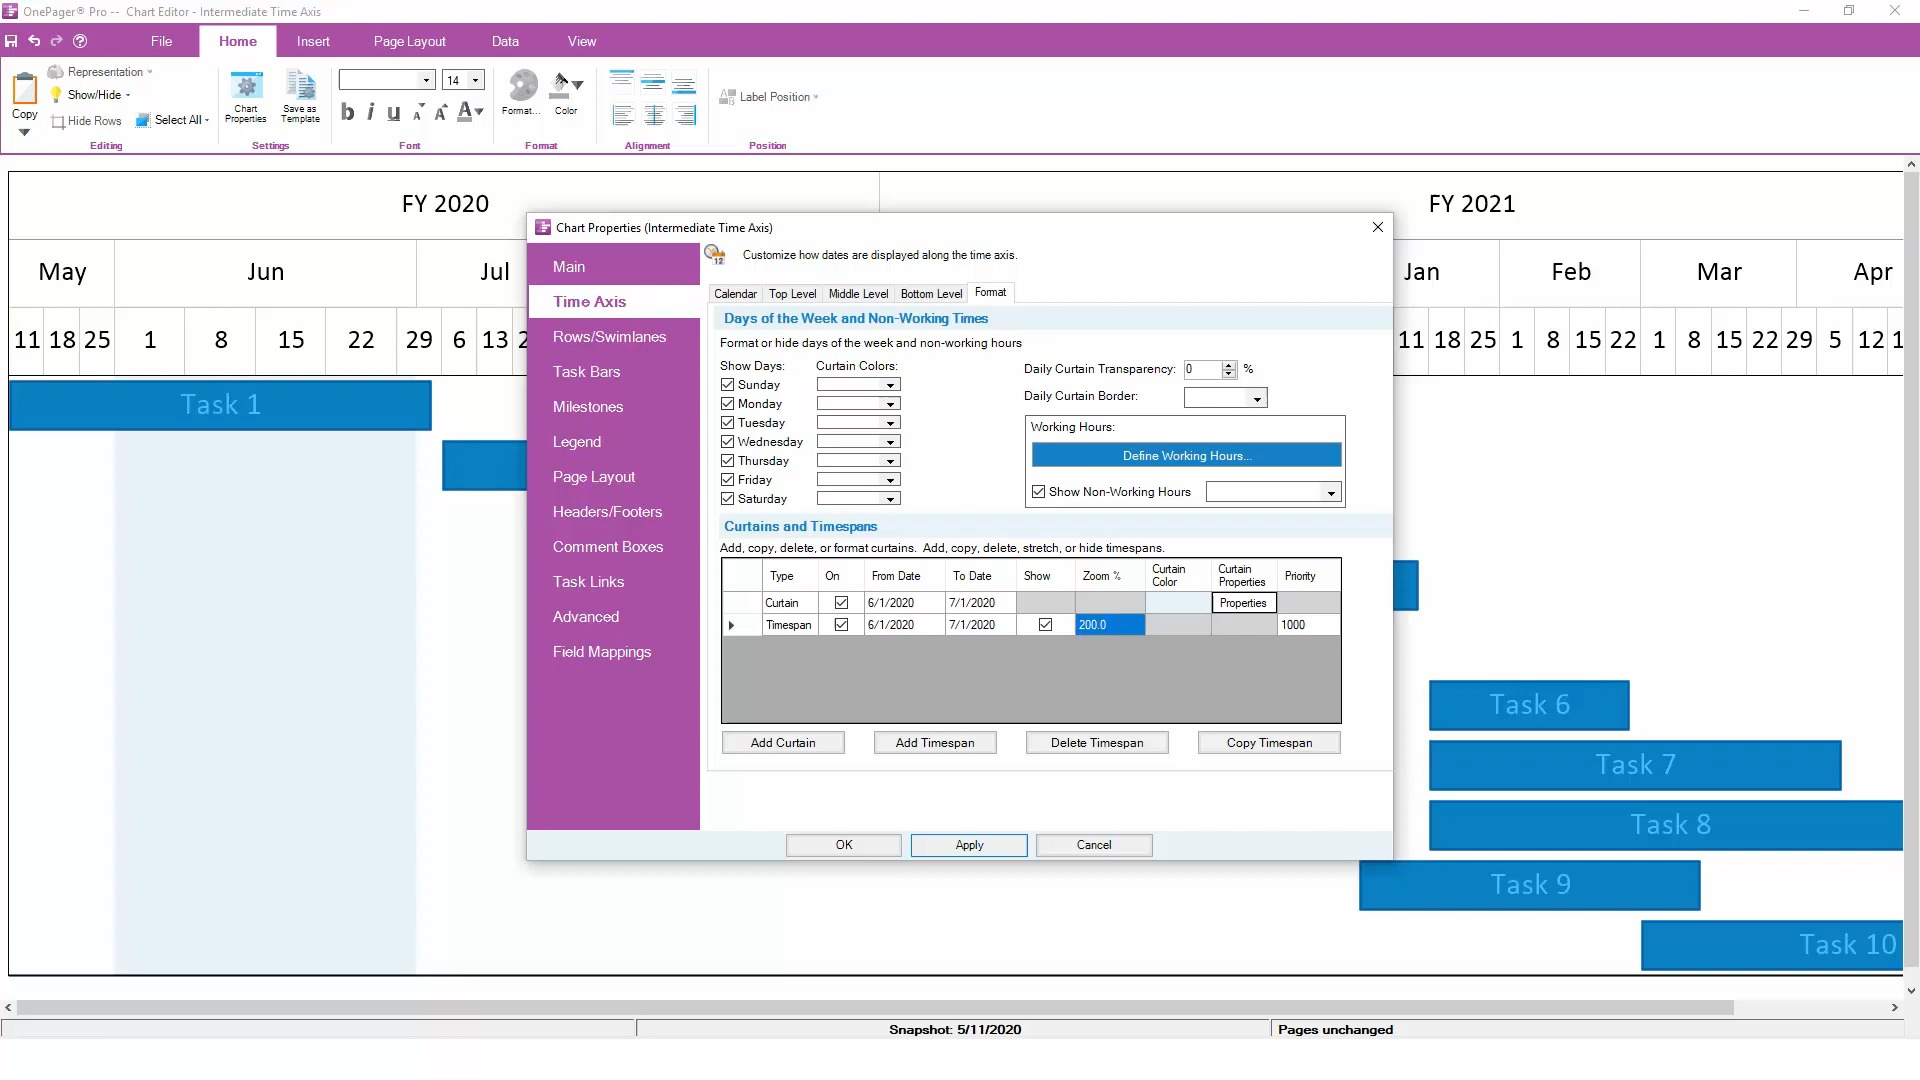 OnePager® Pro -- Chart Editor - Intermediate Time Axis
File Home Insert Page Layout Data View
Copy
Representation
Show/Hide
Hide Rows
Select All
Editing
Chart Properties
Save as Template
Settings
14
b i u A A A
Font
Format...
Color
Format
Alignment
Label Position
Position
FY 2020
FY 2021
May Jun Jul
Jan Feb Mar Apr
11 18 25 1 8 15 22 29 6 13 2
11 18 25 1 8 15 22 1 8 15 22 29 5 12 1
Task 1
Task 6
Task 7
Task 8
Task 9
Task 10
Chart Properties (Intermediate Time Axis)
Main
Time Axis
Rows/Swimlanes
Task Bars
Milestones
Legend
Page Layout
Headers/Footers
Comment Boxes
Task Links
Advanced
Field Mappings
12
Customize how dates are displayed along the time axis.
Calendar Top Level Middle Level Bottom Level Format
Days of the Week and Non-Working Times
Format or hide days of the week and non-working hours
Show Days: Curtain Colors:
Sunday
Monday
Tuesday
Wednesday
Thursday
Friday
Saturday
Daily Curtain Transparency: 0 %
Daily Curtain Border:
Working Hours:
Define Working Hours...
Show Non-Working Hours
Curtains and Timespans
Add, copy, delete, or format curtains. Add, copy, delete, stretch, or hide timespans.
Type On From Date To Date Show Zoom % Curtain Color Curtain Properties Priority
Curtain 6/1/2020 7/1/2020 Properties
Timespan 6/1/2020 7/1/2020 200.0 1000
Add Curtain Add Timespan Delete Timespan Copy Timespan
OK Apply Cancel
Snapshot: 5/11/2020 Pages unchanged